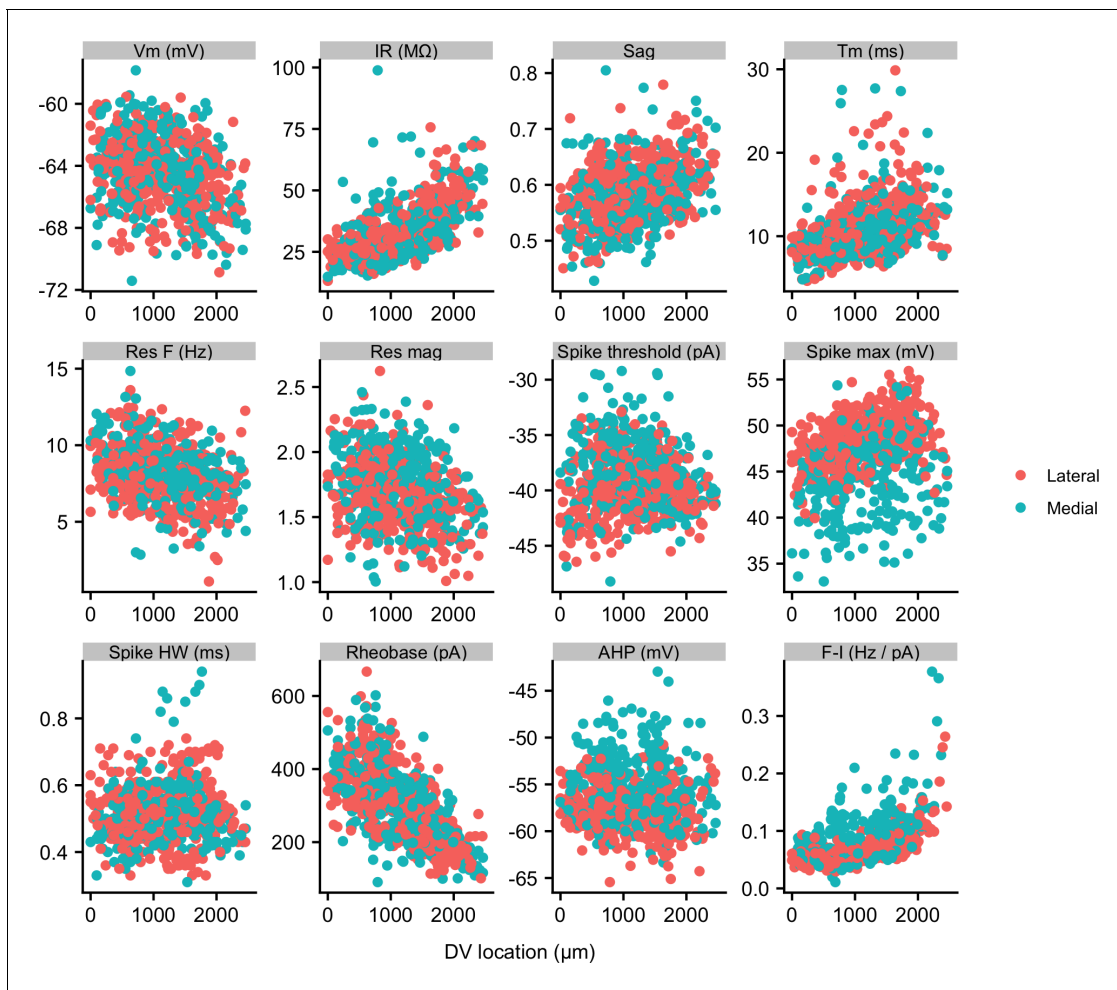 Vm (mV) IR (MΩ) Sag Tm (ms)
-60 -64 -68 -72
100 75 50 25
0.8 0.7 0.6 0.5
30 20 10
0 1000 2000 0 1000 2000 0 1000 2000 0 1000 2000
Res F (Hz) Res mag Spike threshold (pA) Spike max (mV)
15 10 5
2.5 2.0 1.5 1.0
-30 -35 -40 -45
55 50 45 40 35
Lateral
Medial
0 1000 2000 0 1000 2000 0 1000 2000 0 1000 2000
Spike HW (ms) Rheobase (pA) AHP (mV) F-I (Hz / pA)
0.8 0.6 0.4
600 400 200
-45 -50 -55 -60 -65
0.3 0.2 0.1 0.0
0 1000 2000 0 1000 2000 0 1000 2000 0 1000 2000
DV location (µm)